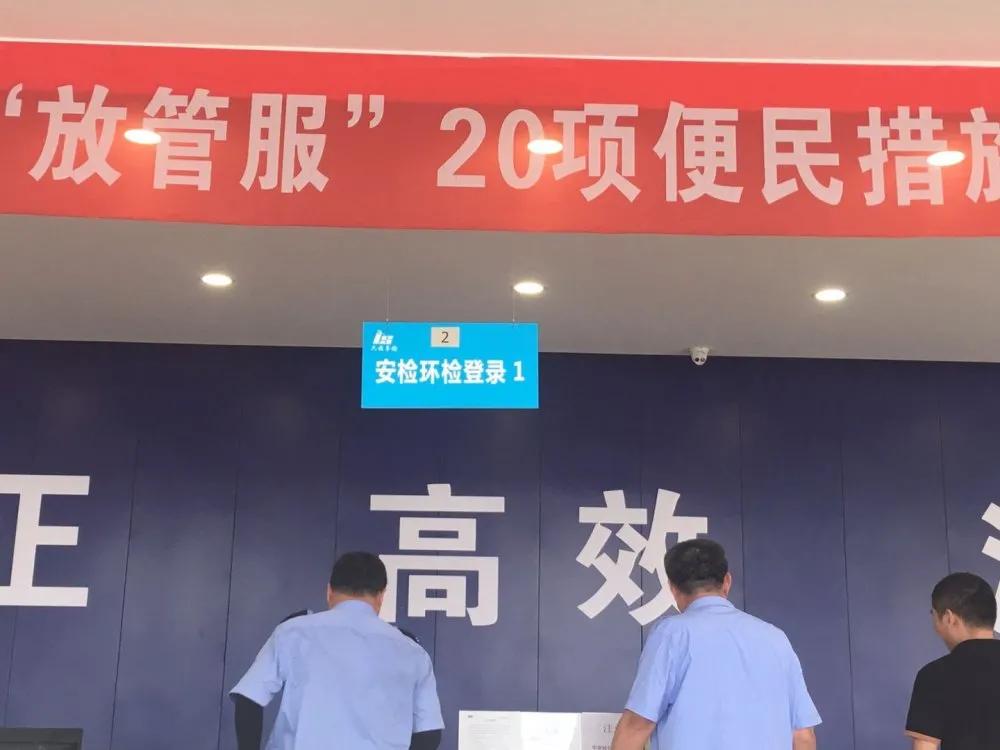 “放管服” 20项便民措施
2
安检环检登录 1
正 高效